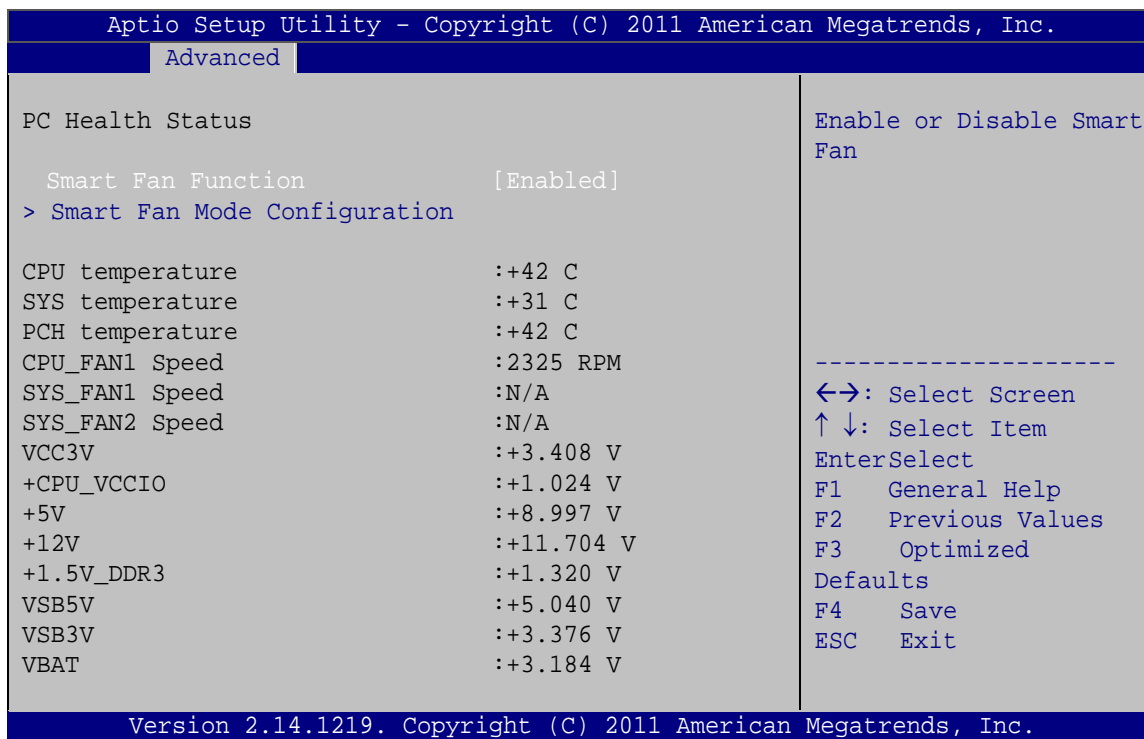 Aptio Setup Utility – Copyright (C) 2011 American Megatrends, Inc.
Advanced
PC Health Status
Smart Fan Function [Enabled]
> Smart Fan Mode Configuration
CPU temperature :+42 C
SYS temperature :+31 C
PCH temperature :+42 C
CPU_FAN1 Speed :2325 RPM
SYS_FAN1 Speed :N/A
SYS_FAN2 Speed :N/A
VCC3V :+3.408 V
+CPU_VCCIO :+1.024 V
+5V :+8.997 V
+12V :+11.704 V
+1.5V_DDR3 :+1.320 V
VSB5V :+5.040 V
VSB3V :+3.376 V
VBAT :+3.184 V
Enable or Disable Smart
Fan
---------------------
←→: Select Screen
↑ ↓: Select Item
EnterSelect
F1 General Help
F2 Previous Values
F3 Optimized
Defaults
F4 Save
ESC Exit
Version 2.14.1219. Copyright (C) 2011 American Megatrends, Inc.